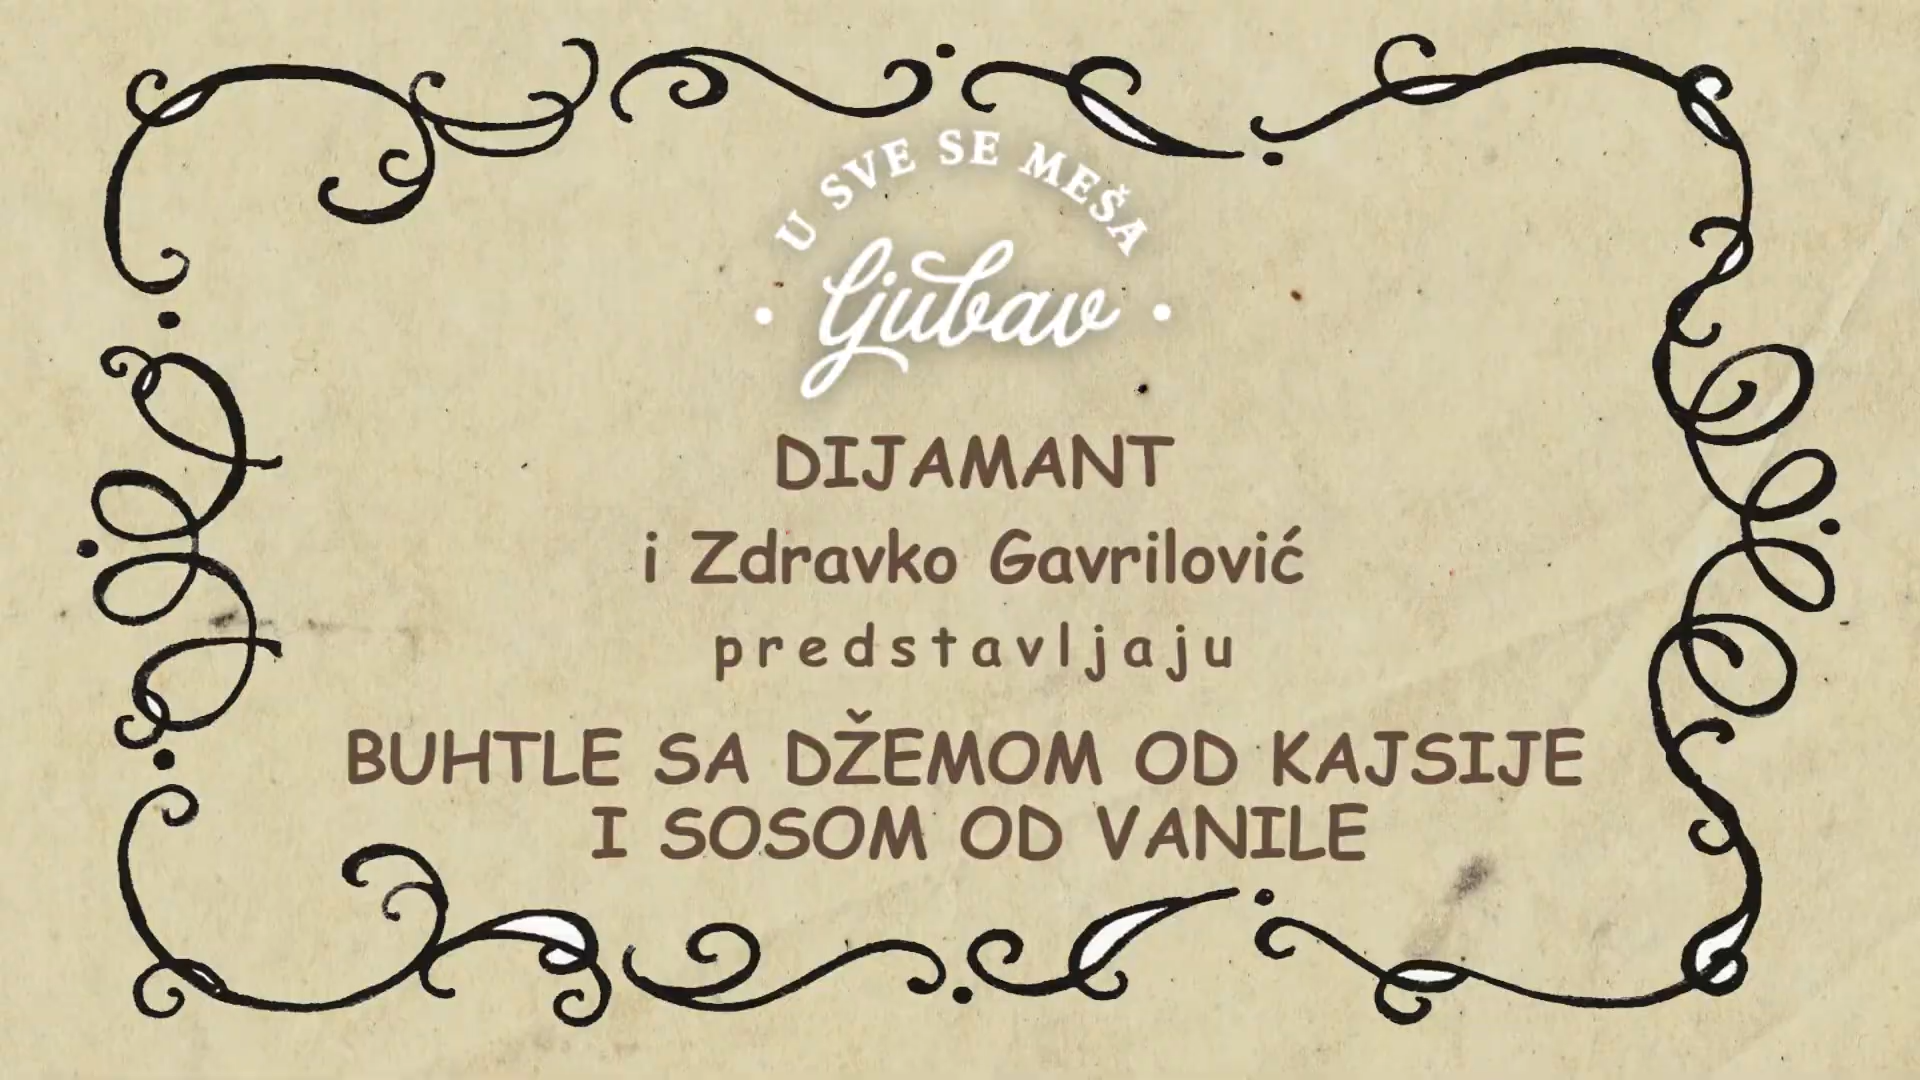 U SVE SE MEŠA
ljubav
DIJAMANT
i Zdravko Gavrilović
predstavljaju
BUHTLE SA DŽEMOM OD KAJSIJE
I SOSOM OD VANILE